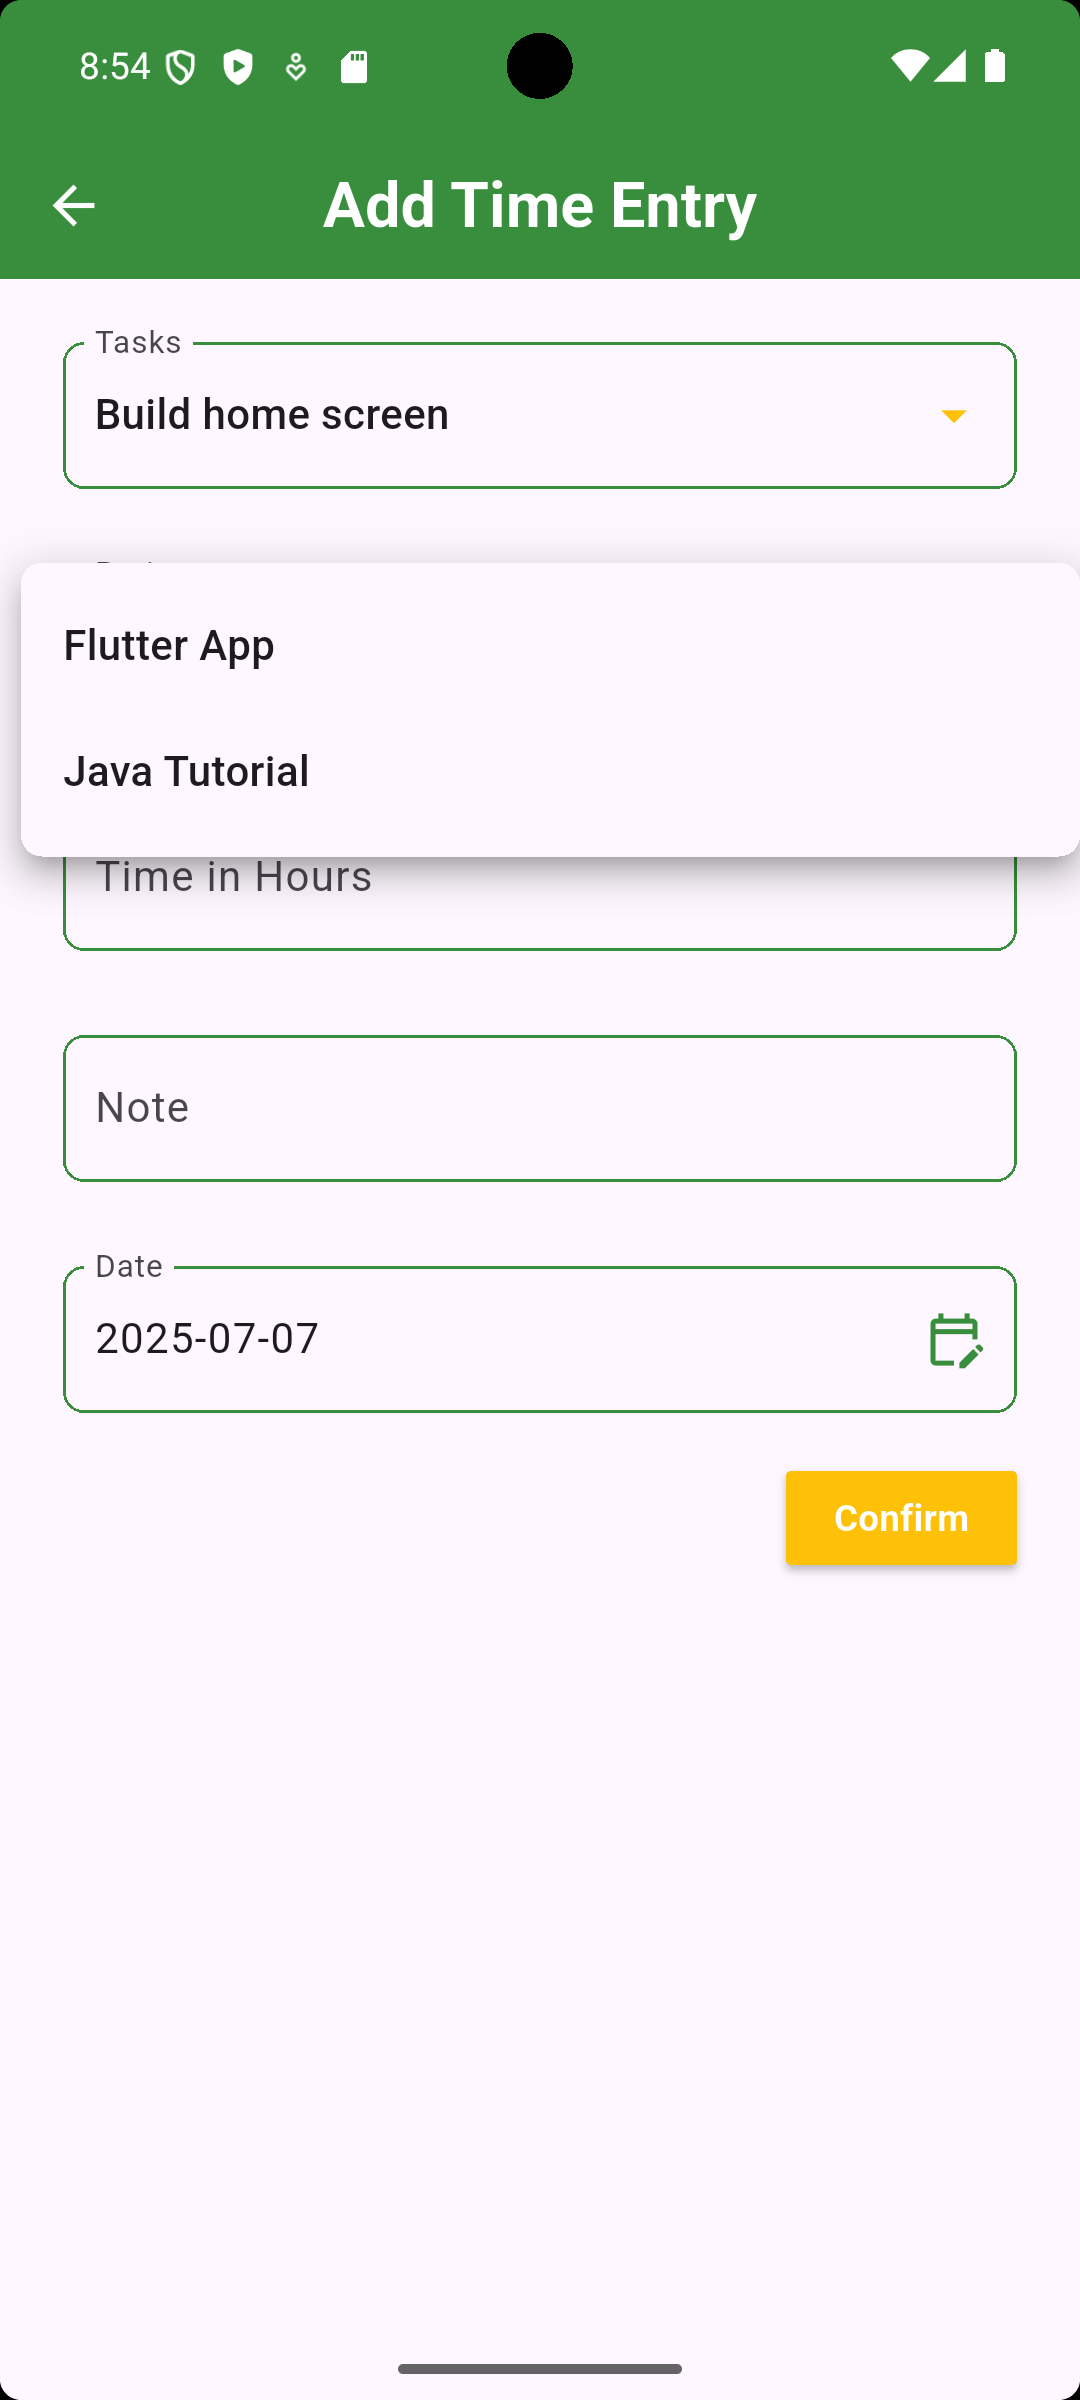 8:54
Add Time Entry
Tasks
Build home screen
Flutter App
Java Tutorial
Time in Hours
Note
Date
2025-07-07
Confirm